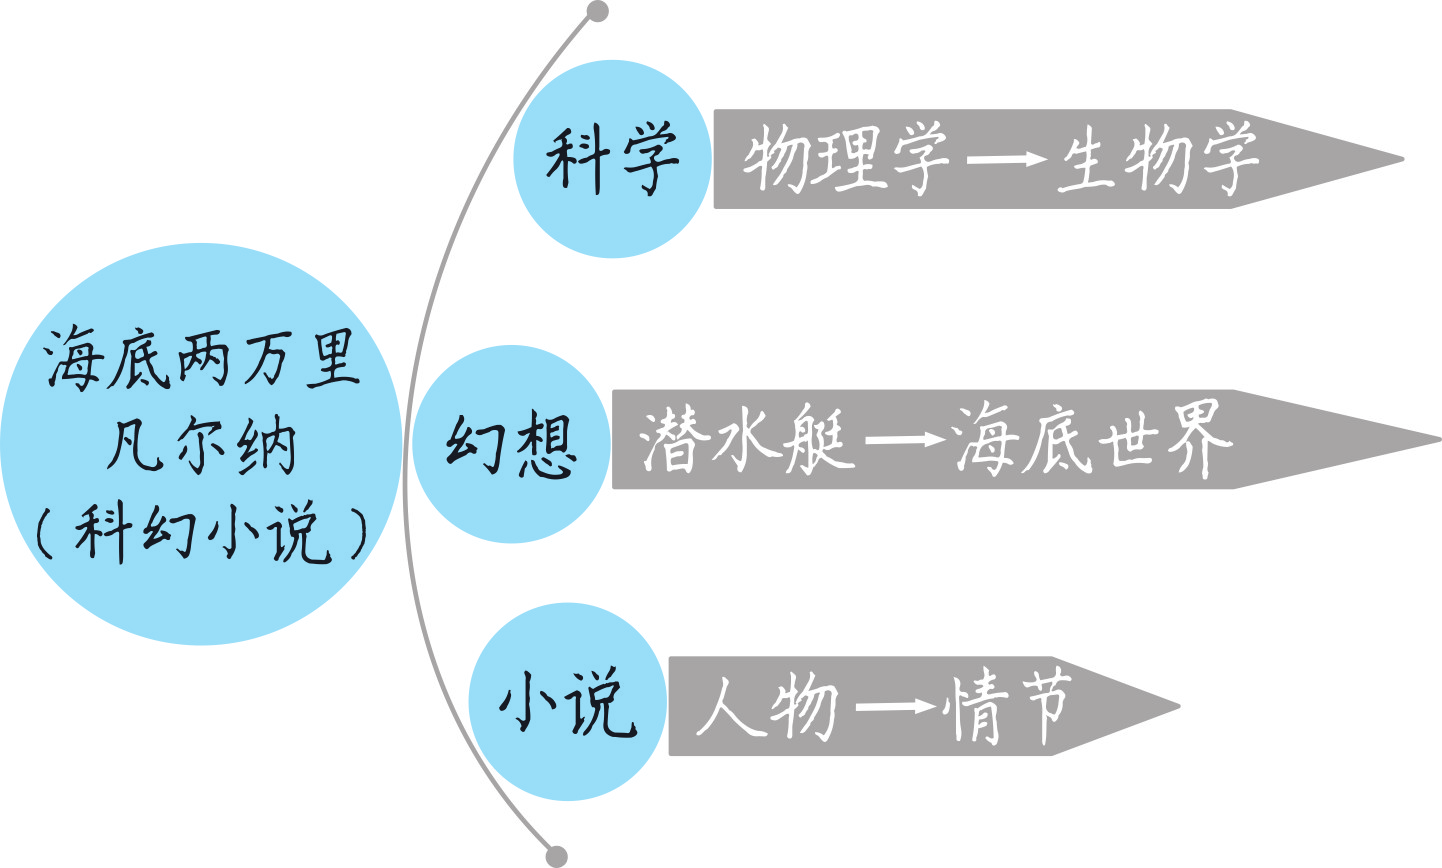 海底两万里
凡尔纳
（科幻小说）
科学
物理学→生物学
幻想
潜水艇→海底世界
小说
人物→情节